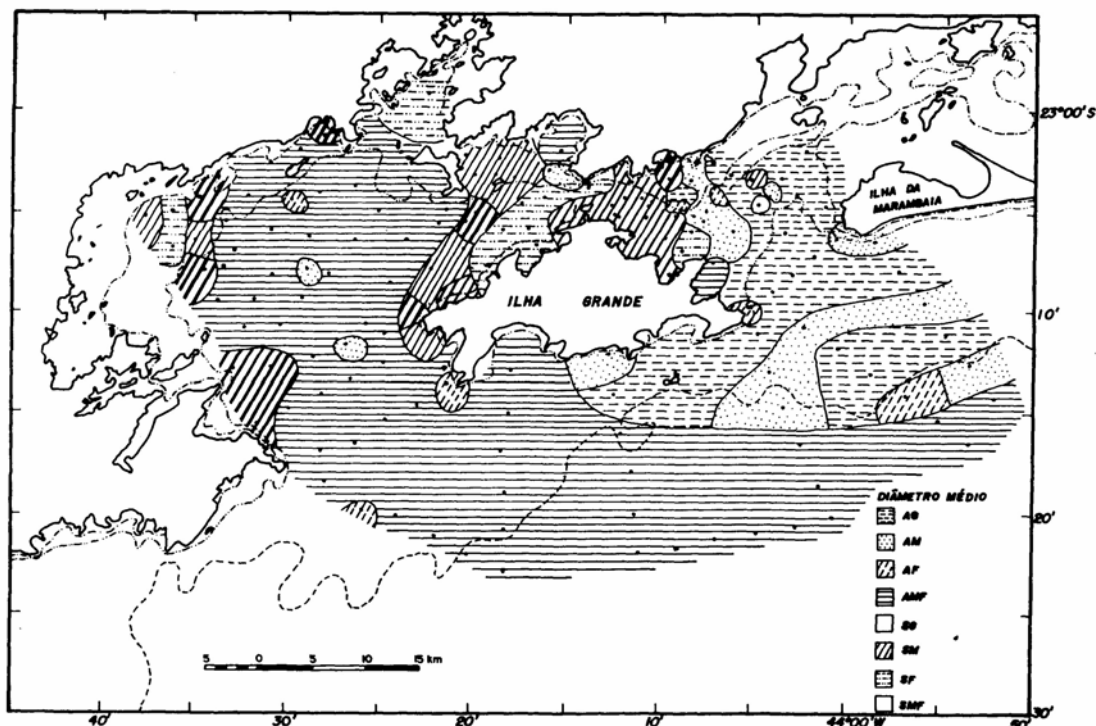 23°00'S
ILHA DA
MARAMBAIA
ILHA GRANDE
10'
DIÂMETRO MÉDIO
AG
AM
AF
AMF
SG
SM
SF
SMF
20'
5 0 5 10 15 km
30'
40' 30' 20' 10' 44°00'W